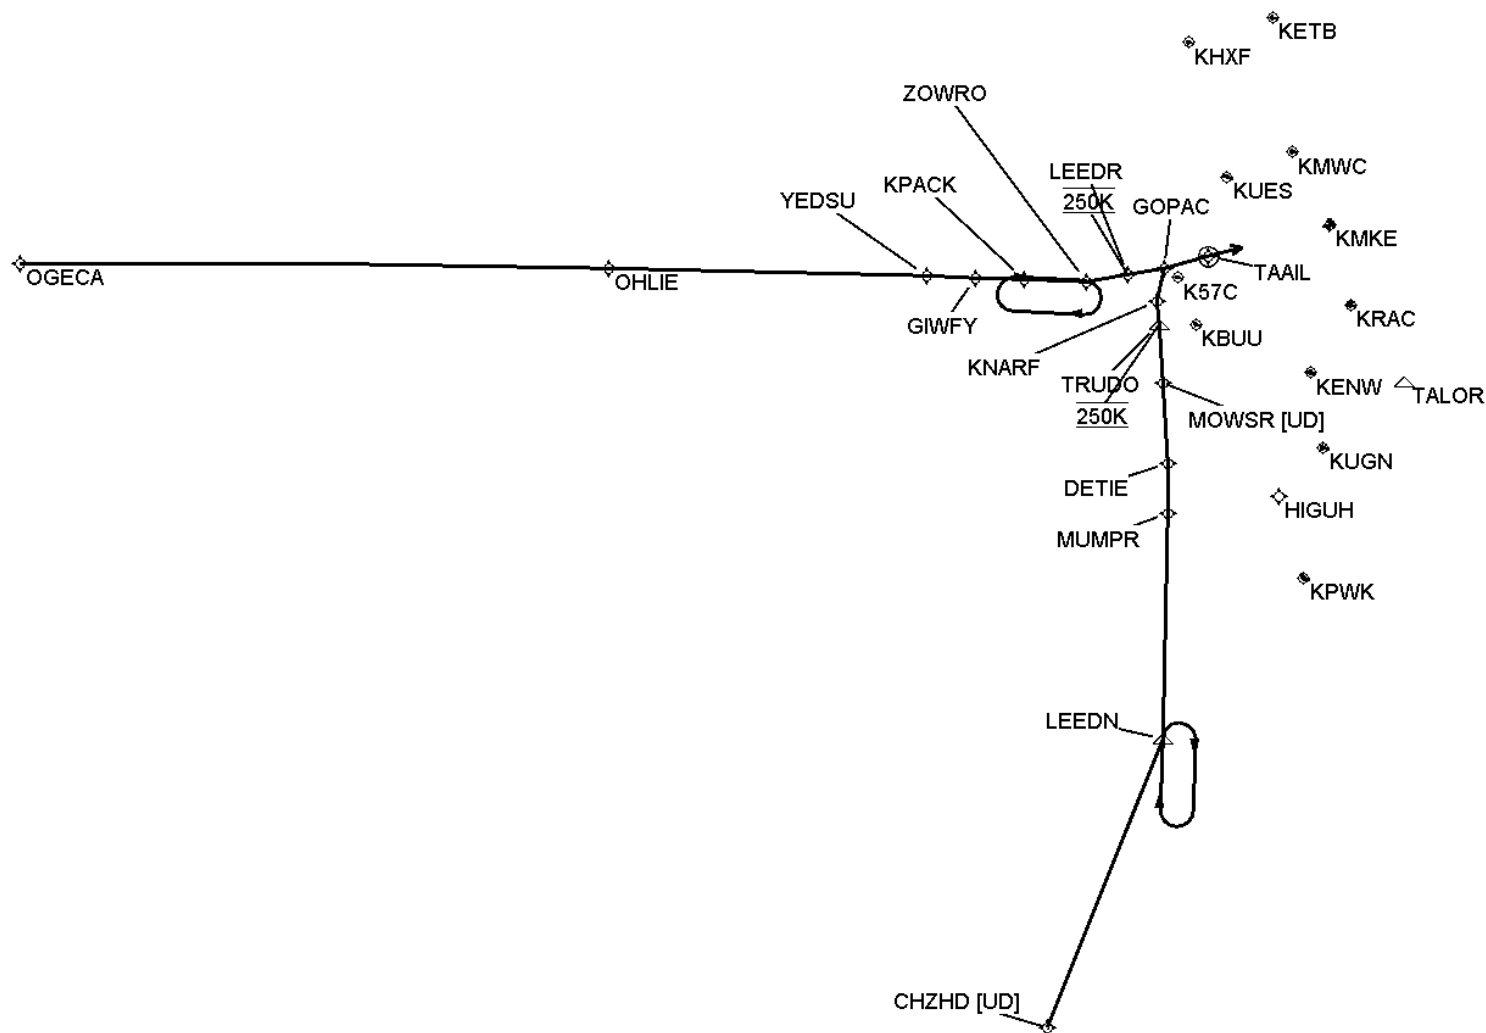 KETB
KHXF
ZOWRO
KMWC
LEEDR
KUES
KPACK
250K
YEDSU
GOPAC
KMKE
TAAIL
OGECA
OHLIE
K57C
KRAC
GIWFY
KBUU
KNARF
TRUDO
KENW
TALOR
250K
MOWSR [UD]
KUGN
DETIE
HIGUH
MUMPR
KPWK
LEEDN
CHZHD [UD]